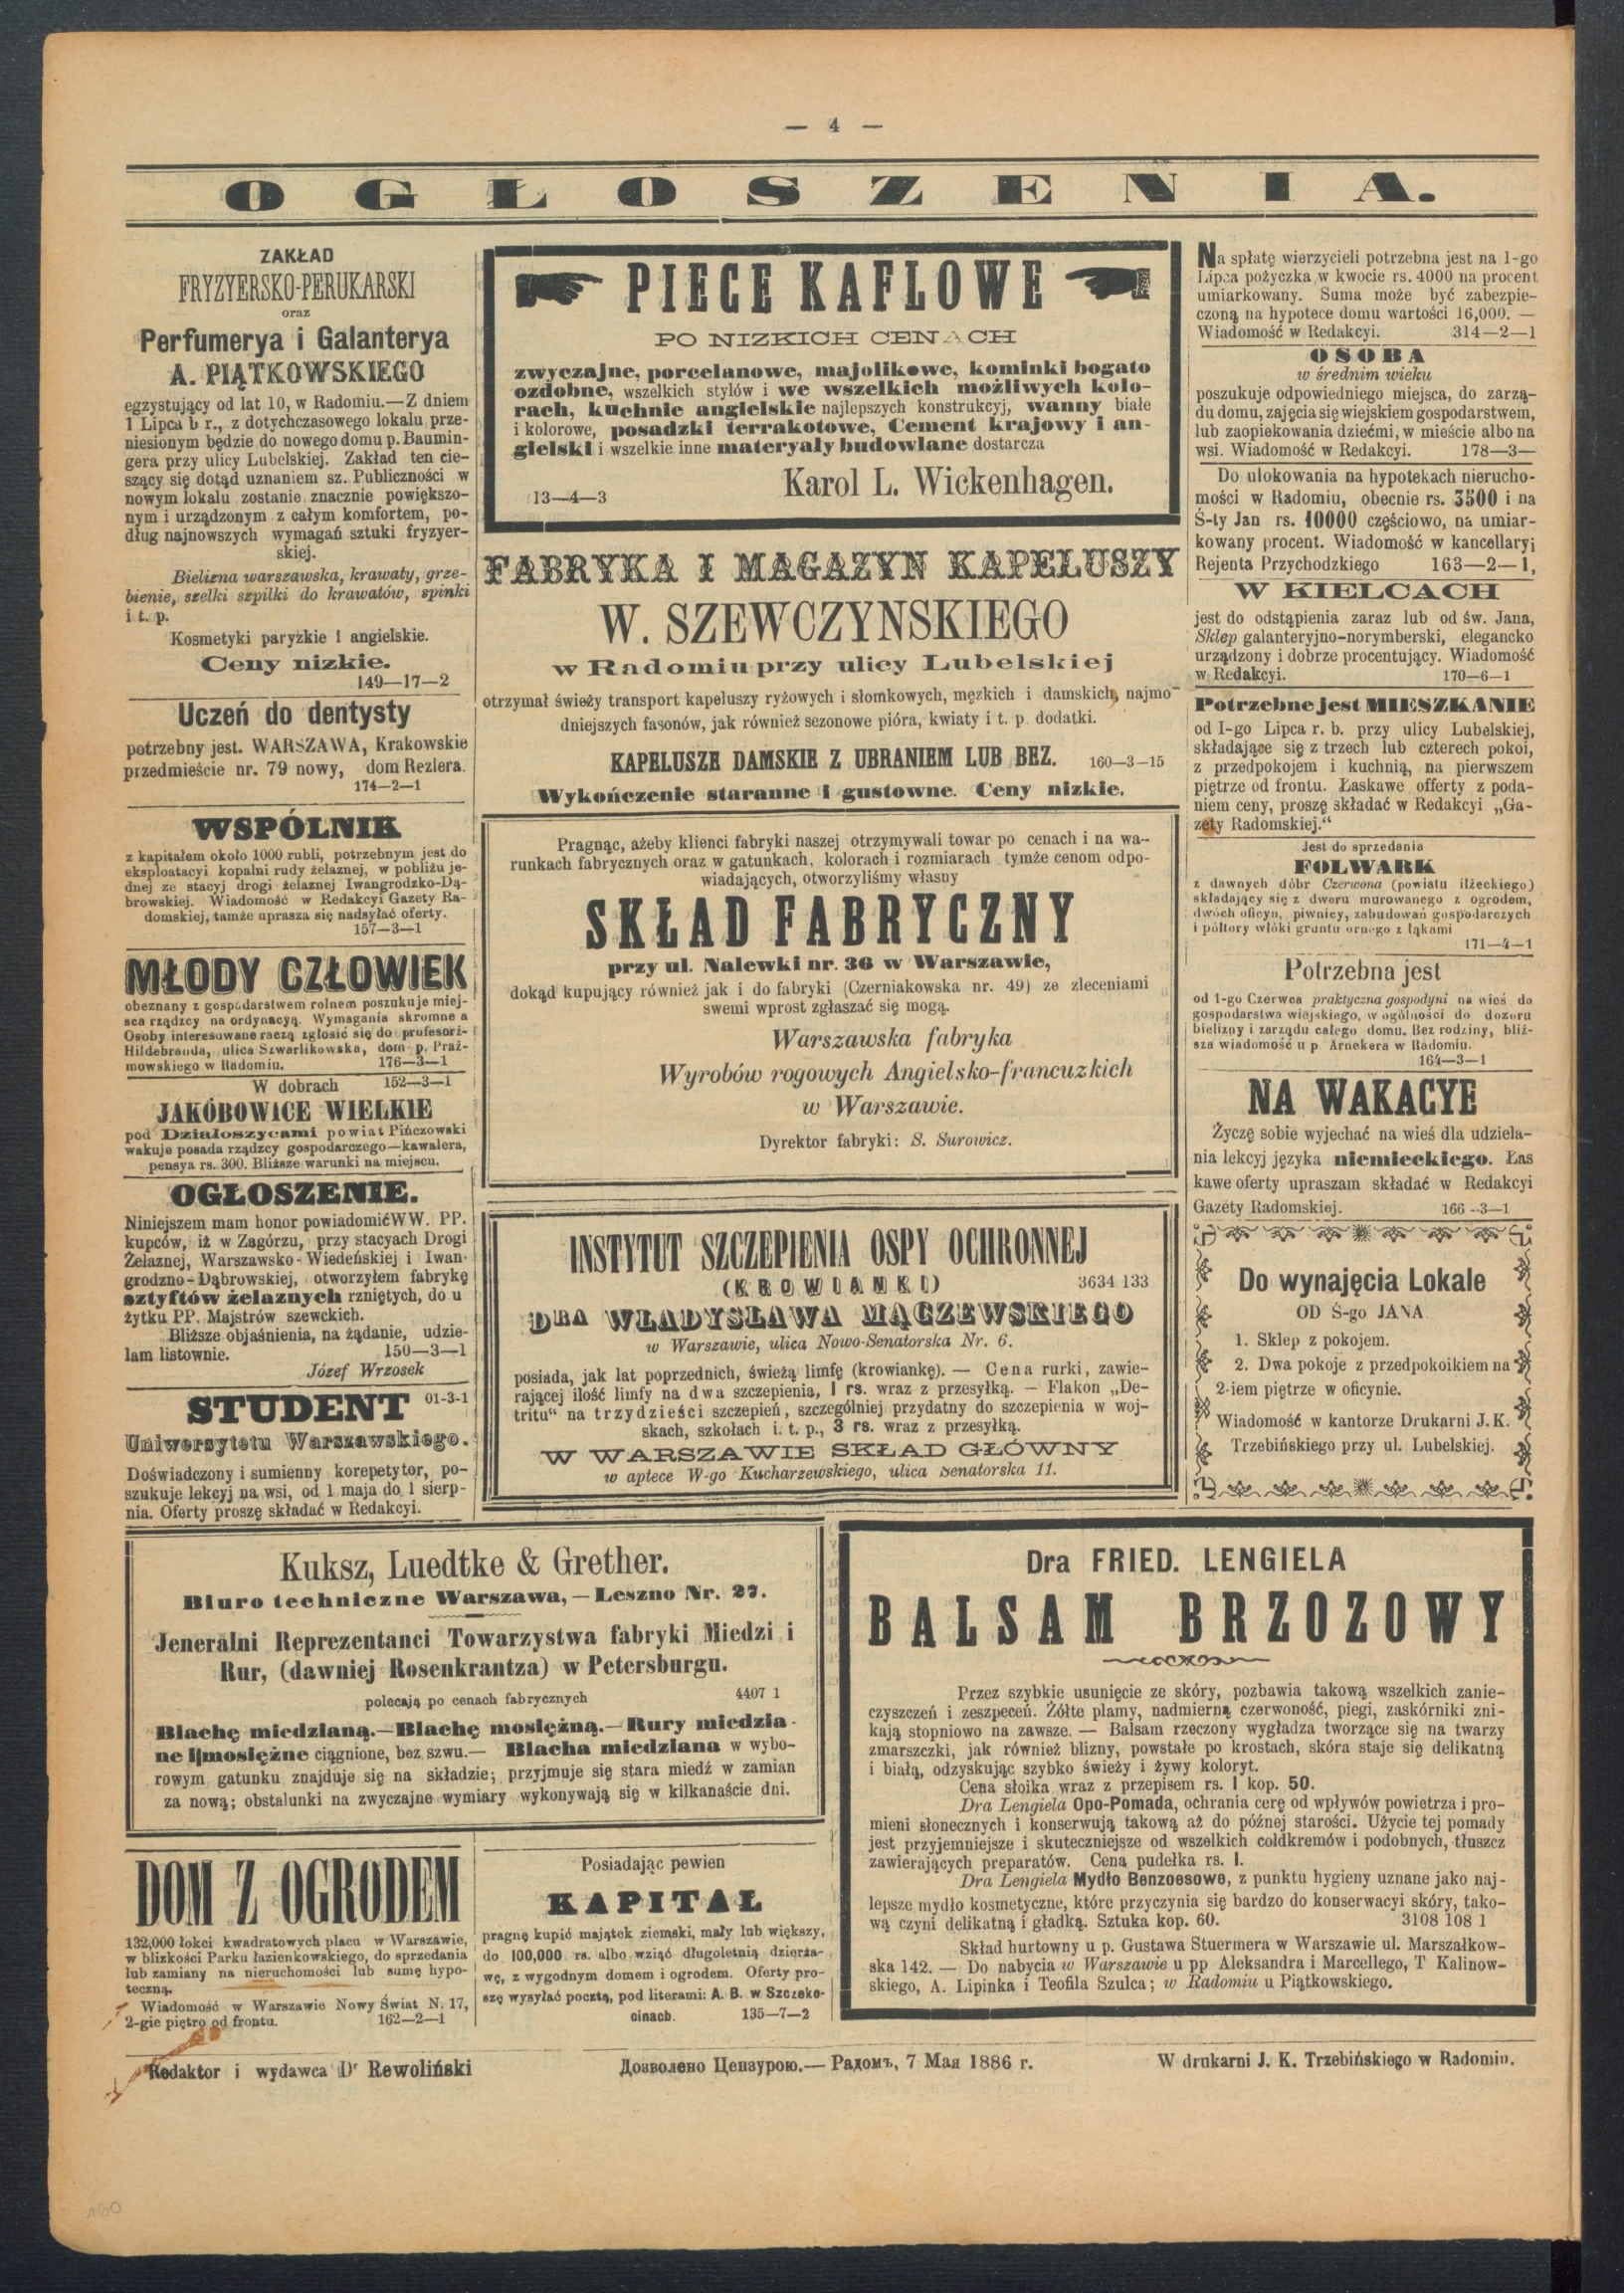 — 4 —
OGŁOSZENIA.
ZAKŁAD
FRYZYERSKO-PERUKARSKI
oraz
Perfumerya i Galanterya
A. PIĄTKOWSKIEGO
egzystujący od lat 10, w Radomiu.—Z dniem
1 Lipca b r., z dotychczasowego lokalu prze-
niesionym będzie do nowego domu p. Baumin-
gera przy ulicy Lubelskiej. Zakład ten cie-
szący się dotąd uznaniem sz. Publiczności w
nowym lokalu zostanie znacznie powiększo-
nym i urządzonym z całym komfortem, po-
dług najnowszych wymagań sztuki fryzyer-
skiej.
Bielizna warszawska, krawaty, grze-
bienie, szelki szpilki do krawatów, spinki
i t. p.
Kosmetyki paryzkie i angielskie.
Ceny nizkie.
149—17—2
Uczeń do dentysty
potrzebny jest. WARSZAWA, Krakowskie
przedmieście nr. 79 nowy, dom Rezlera.
174—2—1
WSPÓLNIK
z kapitałem około 1000 rubli, potrzebnym jest do
eksploatacyi kopalni rudy żelaznej, w pobliżu je-
dnej ze stacyj drogi żelaznej Iwangrodzko-Dą-
browskiej. Wiadomość w Redakcyi Gazety Ra-
domskiej, tamże uprasza się nadsyłać oferty.
157—3—1
MŁODY CZŁOWIEK
obeznany z gospodarstwem rolnem poszukuje miej-
sca rządzcy na ordynacyą. Wymagania skromne a
Osoby interesowane raczą zgłosić się do profesora-
Hildebranda, ulica Szwarlikowska, dom p. Praż-
mowskiego w Radomiu. 176—3—1
W dobrach 152—3—1
JAKÓBOWICE WIELKIE
pod Działoszycami powiat Pińczowski
wakuje posada rządzcy gospodarczego—kawalera,
pensya rs. 300. Bliższe warunki na miejscu.
OGŁOSZENIE.
Niniejszem mam honor powiadomić WW. PP.
kupców, iż w Zagórzu, przy stacyach Drogi
Żelaznej, Warszawsko-Wiedeńskiej i Iwan-
grodzno-Dąbrowskiej, otworzyłem fabrykę
sztyftów żelaznych rzniętych, do u
żytku PP. Majstrów szewckich.
Bliższe objaśnienia, na żądanie, udzie-
lam listownie. 150—3—1
Józef Wrzosek
STUDENT 01-3-1
Uniwersytetu Warszawskiego.
Doświadczony i sumienny korepetytor, po-
szukuje lekcyj na wsi, od 1 maja do 1 sierp-
nia. Oferty proszę składać w Redakcyi.
PIECE KAFLOWE
PO NIZKICH CENACH
zwyczajne, porcelanowe, majolikowe, kominki bogato
ozdobne, wszelkich stylów i we wszelkich możliwych kolo-
rach, kuchnie angielskie najlepszych konstrukcyj, wanny białe
i kolorowe, posadzki terrakotowe, Cement krajowy i an-
gielski i wszelkie inne materyały budowlane dostarcza
Karol L. Wickenhagen.
13—4—3
FABRYKA I MAGAZYN KAPELUSZY
W. SZEWCZYNSKIEGO
w Radomiu przy ulicy Lubelskiej
otrzymał świeży transport kapeluszy ryżowych i słomkowych, męzkich i damskich, najmo-
dniejszych fasonów, jak również sezonowe pióra, kwiaty i t. p. dodatki.
KAPELUSZE DAMSKIE Z UBRANIEM LUB BEZ. 160—3—15
Wykończenie staranne i gustowne. Ceny nizkie.
Pragnąc, ażeby klienci fabryki naszej otrzymywali towar po cenach i na wa-
runkach fabrycznych oraz w gatunkach, kolorach i rozmiarach tymże cenom odpo-
wiadających, otworzyliśmy własny
SKŁAD FABRYCZNY
przy ul. Nalewki nr. 36 w Warszawie,
dokąd kupujący również jak i do fabryki (Czerniakowska nr. 49) ze zleceniami
swemi wprost zgłaszać się mogą.
Warszawska fabryka
Wyrobów rogowych Angielsko-francuzkich
w Warszawie.
Dyrektor fabryki: S. Surowicz.
INSTYTUT SZCZEPIENIA OSPY OCHRONNEJ
(KROWIANKI) 3634 133
DRA WŁADYSŁAWA MĄCZEWSKIEGO
w Warszawie, ulica Nowo-Senatorska Nr. 6.
posiada, jak lat poprzednich, świeżą limfę (krowiankę). — Cena rurki, zawie-
rającej ilość limfy na dwa szczepienia, 1 rs. wraz z przesyłką. — Flakon „De-
tritu“ na trzydzieści szczepień, szczególniej przydatny do szczepienia w woj-
skach, szkołach i. t. p., 3 rs. wraz z przesyłką.
W WARSZAWIE SKŁAD GŁÓWNY
w aptece W-go Kucharzewskiego, ulica Senatorska 11.
Na spłatę wierzycieli potrzebna jest na 1-go
Lipca pożyczka w kwocie rs. 4000 na procent
umiarkowany. Suma może być zabezpie-
czoną na hypotece domu wartości 16,000. —
Wiadomość w Redakcyi. 314—2—1
OSOBA
w średnim wieku
poszukuje odpowiedniego miejsca, do zarzą-
du domu, zajęcia się wiejskiem gospodarstwem,
lub zaopiekowania dziećmi, w mieście albo na
wsi. Wiadomość w Redakcyi. 178—3—
Do ulokowania na hypotekach nierucho-
mości w Radomiu, obecnie rs. 3500 i na
Ś-ty Jan rs. 10000 częściowo, na umiar-
kowany procent. Wiadomość w kancellaryi
Rejenta Przychodzkiego 163—2—1,
W KIELCACH
jest do odstąpienia zaraz lub od św. Jana,
Sklep galanteryjno-norymberski, elegancko
urządzony i dobrze procentujący. Wiadomość
w Redakcyi. 170—6—1
Potrzebne jest MIESZKANIE
od I-go Lipca r. b. przy ulicy Lubelskiej,
składające się z trzech lub czterech pokoi,
z przedpokojem i kuchnią, na pierwszem
piętrze od frontu. Łaskawe offerty z poda-
niem ceny, proszę składać w Redakcyi „Ga-
zety Radomskiej.“
Jest do sprzedania
FOLWARK
z dawnych dóbr Czerwona (powiatu iłżeckiego)
składający się z dworu murowanego z ogrodem,
dwóch oficyn, piwnicy, zabudowań gospodarczych
i półtory włóki gruntu ornego z łąkami
171—4—1
Potrzebna jest
od 1-go Czerwca praktyczna gospodyni na wieś do
gospodarstwa wiejskiego, w ogólności do dozoru
bielizny i zarządu całego domu. Bez rodziny, bliż-
sza wiadomość u p Arnekera w Radomiu.
164—3—1
NA WAKACYE
Życzę sobie wyjechać na wieś dla udziela-
nia lekcyj języka niemieckiego. Łas
kawe oferty upraszam składać w Redakcyi
Gazety Radomskiej. 166 --3—1
Do wynajęcia Lokale
OD Ś-go JANA
1. Sklep z pokojem.
2. Dwa pokoje z przedpokoikiem na
2-iem piętrze w oficynie.
Wiadomość w kantorze Drukarni J. K.
Trzebińskiego przy ul. Lubelskiej.
Kuksz, Luedtke & Grether.
Biuro techniczne Warszawa, — Leszno Nr. 27.
Jeneralni Reprezentanci Towarzystwa fabryki Miedzi i
Rur, (dawniej Rosenkrantza) w Petersburgu.
polecają po cenach fabrycznych 4407 1
Blachę miedzianą.—Blachę mosiężną.—Rury miedzia-
ne i mosiężne ciągnione, bez szwu.— Blacha miedziana w wybo-
rowym gatunku znajduje się na składzie; przyjmuje się stara miedź w zamian
za nową; obstalunki na zwyczajne wymiary wykonywają się w kilkanaście dni.
DOM Z OGRODEM
132,000 łokci kwadratowych placu w Warszawie,
w blizkości Parku łazienkowskiego, do sprzedania
lub zamiany na nieruchomości lub sumę hypo-
teczną.
Wiadomość w Warszawie Nowy Świat N. 17,
2-gie piętro od frontu. 162—2—1
Posiadając pewien
KAPITAŁ
pragnę kupić majątek ziemski, mały lub większy,
do 100,000 rs. albo wziąć długoletnią dzierża-
wę, z wygodnym domem i ogrodem. Oferty pro-
szę wysyłać pocztą, pod literami: A. B. w Szczeko-
cinach. 135—7—2
Dra FRIED. LENGIELA
BALSAM BRZOZOWY
Przez szybkie usunięcie ze skóry, pozbawia takową wszelkich zanie-
czyszczeń i zeszpeceń. Żółte plamy, nadmierną czerwoność, piegi, zaskórniki zni-
kają stopniowo na zawsze. — Balsam rzeczony wygładza tworzące się na twarzy
zmarszczki, jak również blizny, powstałe po krostach, skóra staje się delikatną
i białą, odzyskując szybko świeży i żywy koloryt.
Cena słoika wraz z przepisem rs. 1 kop. 50.
Dra Lengiela Opo-Pomada, ochrania cerę od wpływów powietrza i pro-
mieni słonecznych i konserwują takową aż do późnej starości. Użycie tej pomady
jest przyjemniejsze i skuteczniejsze od wszelkich coldkremów i podobnych, tłuszcz
zawierających preparatów. Cena pudełka rs. 1.
Dra Lengiela Mydło Benzoesowe, z punktu hygieny uznane jako naj-
lepsze mydło kosmetyczne, które przyczynia się bardzo do konserwacyi skóry, tako-
wą czyni delikatną i gładką. Sztuka kop. 60. 3108 108 1
Skład hurtowny u p. Gustawa Stuermera w Warszawie ul. Marszałkow-
ska 142. — Do nabycia w Warszawie u pp Aleksandra i Marcellego, T Kalinow-
skiego, A. Lipinka i Teofila Szulca; w Radomiu u Piątkowskiego.
Redaktor i wydawca Dr Rewoliński
Дозволено Цензурою.— Радомъ, 7 Мая 1886 г.
W drukarni J. K. Trzebińskiego w Radomiu.
160